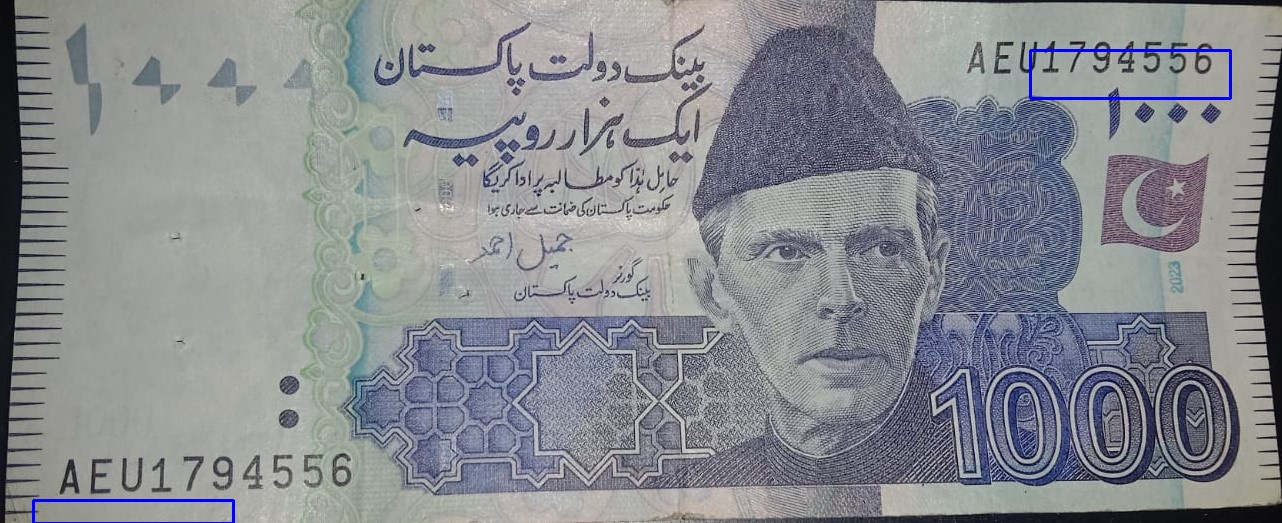 AEU1794556
۱۰۰۰
۱۰۰۰
بینک دولت پاکستان
ایک ہزار روپیہ
حامل ہٰذا کو مطالبہ پر ادا کریگا
حکومت پاکستان کی ضمانت سے جاری ہوا
جمیل احمد
گورنر
بینک دولت پاکستان
2023
1000
AEU1794556